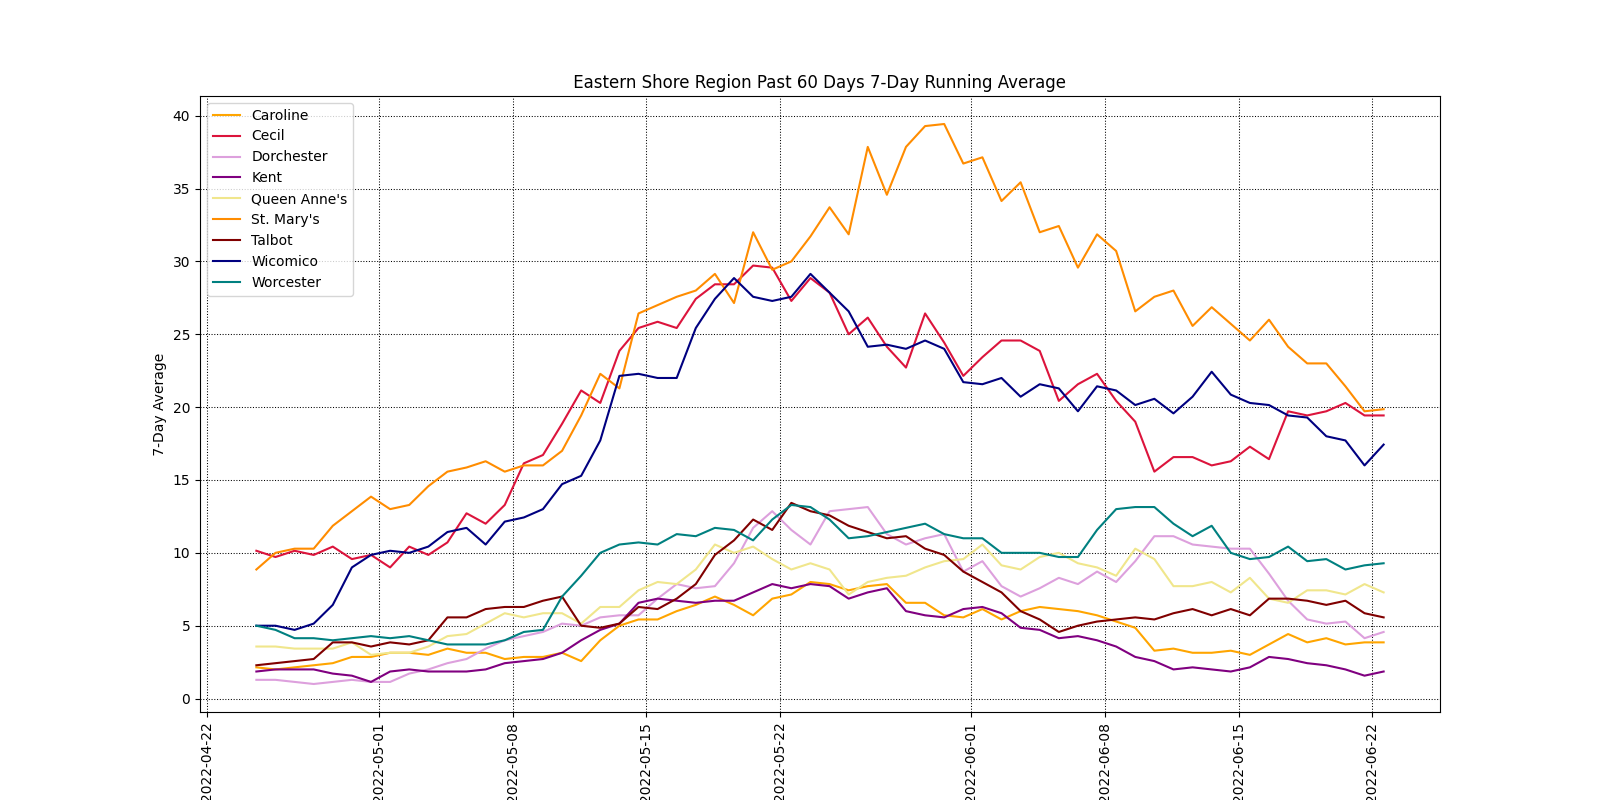 Eastern Shore Region Past 60 Days 7-Day Running Average
7-Day Average
40
35
30
25
20
15
10
5
0
Caroline
Cecil
Dorchester
Kent
Queen Anne's
St. Mary's
Talbot
Wicomico
Worcester
2022-04-22
2022-05-01
2022-05-08
2022-05-15
2022-05-22
2022-06-01
2022-06-08
2022-06-15
2022-06-22